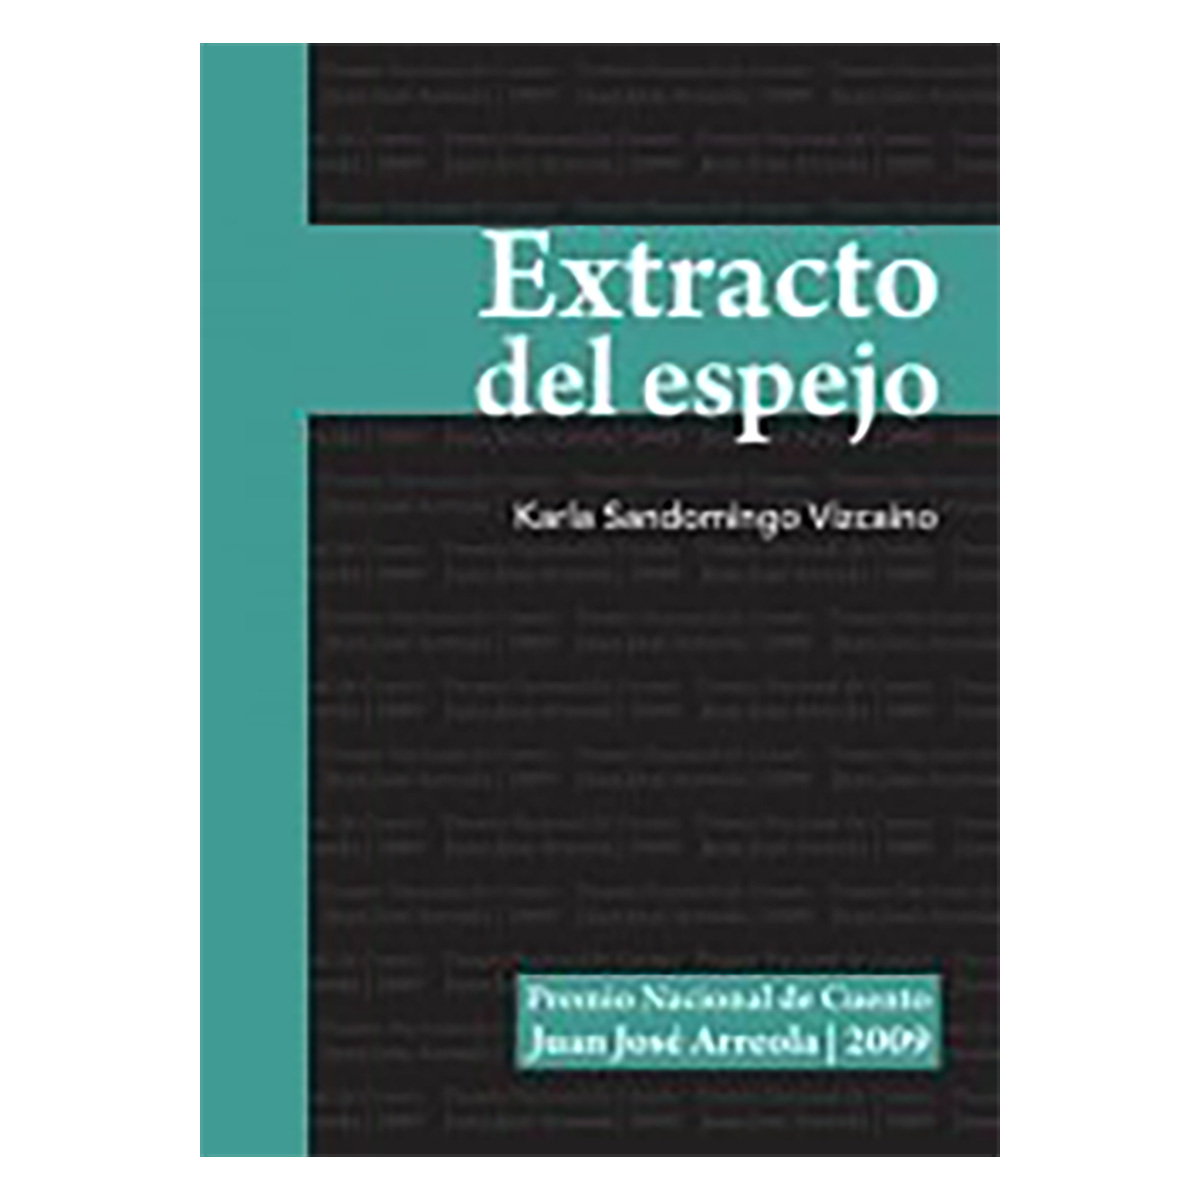 Extracto
del espejo
Karla Sandomingo Vizcaíno
Premio Nacional de Cuento
Juan José Arreola | 2009